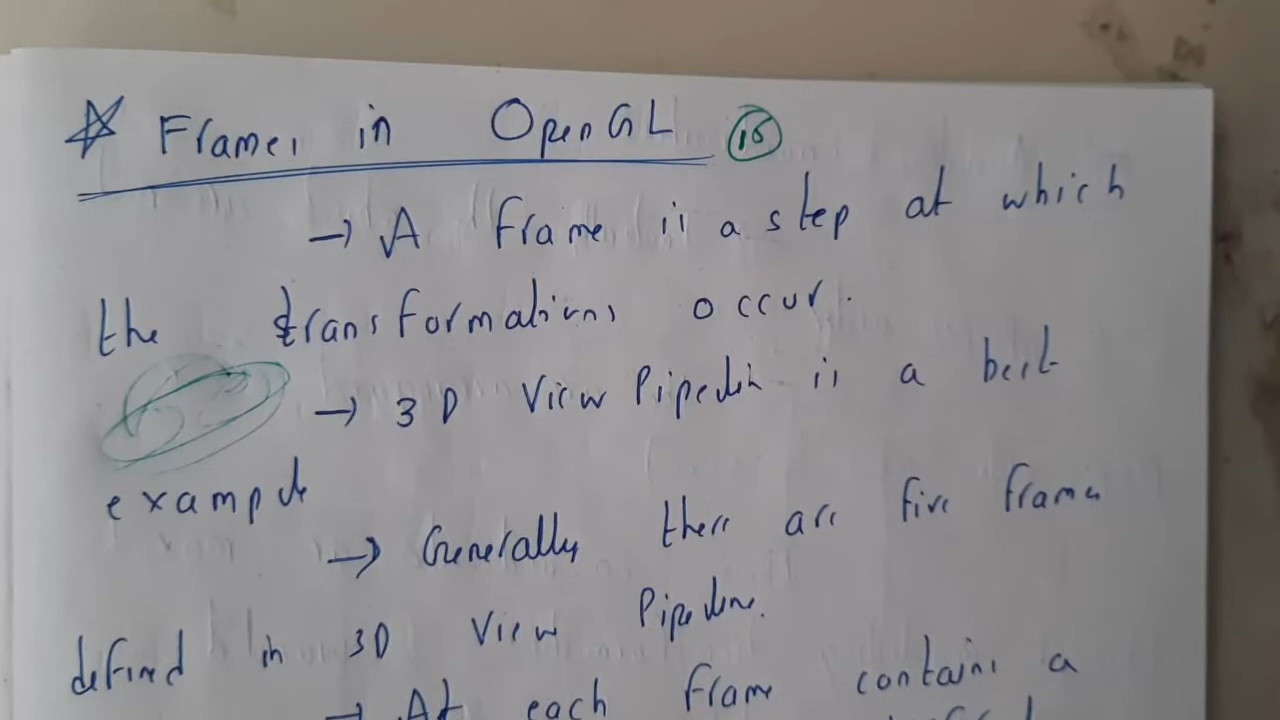 ☆ Frames in OpenGL 15
→ A frame is a step at which
the transformations occur.
→ 3D View Pipeline is a best
example
→ Generally there are five frames
defined in 3D View Pipeline.
→ At each frame contains a